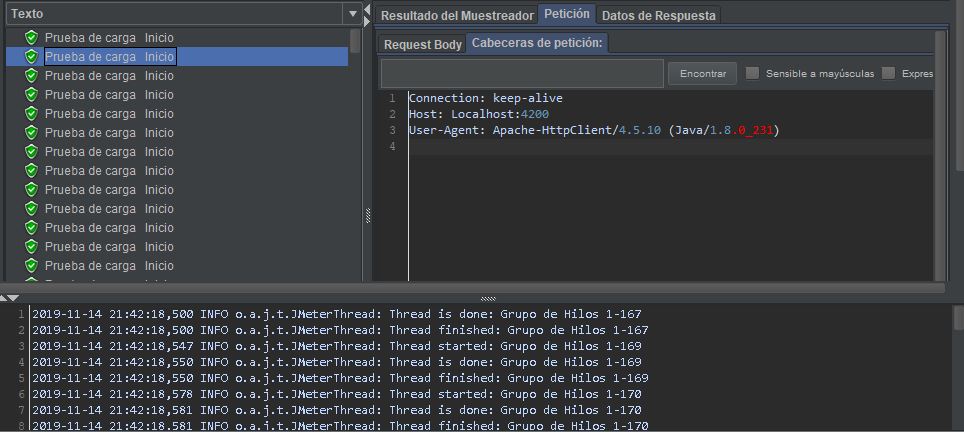 Texto
Prueba de carga Inicio
Prueba de carga Inicio
Prueba de carga Inicio
Prueba de carga Inicio
Prueba de carga Inicio
Prueba de carga Inicio
Prueba de carga Inicio
Prueba de carga Inicio
Prueba de carga Inicio
Prueba de carga Inicio
Prueba de carga Inicio
Prueba de carga Inicio
Prueba de carga Inicio
Prueba de carga Inicio
Resultado del Muestreador Petición Datos de Respuesta
Request Body Cabeceras de petición:
Encontrar Sensible a mayúsculas Expres
1 Connection: keep-alive
2 Host: Localhost:4200
3 User-Agent: Apache-HttpClient/4.5.10 (Java/1.8.0_231)
4
1 2019-11-14 21:42:18,500 INFO o.a.j.t.JMeterThread: Thread is done: Grupo de Hilos 1-167
2 2019-11-14 21:42:18,500 INFO o.a.j.t.JMeterThread: Thread finished: Grupo de Hilos 1-167
3 2019-11-14 21:42:18,547 INFO o.a.j.t.JMeterThread: Thread started: Grupo de Hilos 1-169
4 2019-11-14 21:42:18,550 INFO o.a.j.t.JMeterThread: Thread is done: Grupo de Hilos 1-169
5 2019-11-14 21:42:18,550 INFO o.a.j.t.JMeterThread: Thread finished: Grupo de Hilos 1-169
6 2019-11-14 21:42:18,578 INFO o.a.j.t.JMeterThread: Thread started: Grupo de Hilos 1-170
7 2019-11-14 21:42:18,581 INFO o.a.j.t.JMeterThread: Thread is done: Grupo de Hilos 1-170
8 2019-11-14 21:42:18,581 INFO o.a.j.t.JMeterThread: Thread finished: Grupo de Hilos 1-170